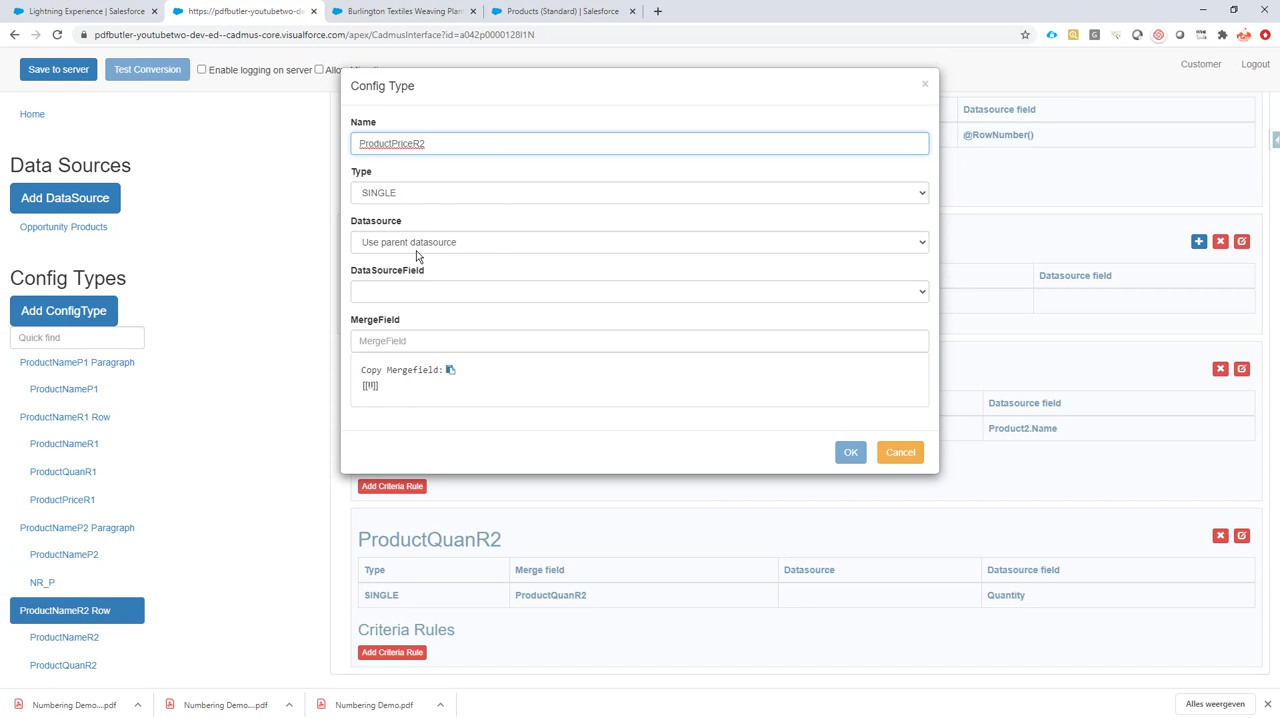 Lightning Experience | Salesforce
https://pdfbutler-youtubetwo-de
Burlington Textiles Weaving Plant
Products (Standard) | Salesforce
pdfbutler-youtubetwo-dev-ed--cadmus-core.visualforce.com/apex/CadmusInterface?id=a042p0000128I1N
Save to server
Test Conversion
Enable logging on server
Customer
Logout
Home
Data Sources
Add DataSource
Opportunity Products
Config Types
Add ConfigType
Quick find
ProductNameP1 Paragraph
ProductNameP1
ProductNameR1 Row
ProductNameR1
ProductQuanR1
ProductPriceR1
ProductNameP2 Paragraph
ProductNameP2
NR_P
ProductNameR2 Row
ProductNameR2
ProductQuanR2
Config Type
×
Name
ProductPriceR2
Type
SINGLE
Datasource
Use parent datasource
DataSourceField
MergeField
MergeField
Copy Mergefield:
[[!!]]
OK
Cancel
Datasource field
@RowNumber()
Datasource field
Datasource field
Product2.Name
Add Criteria Rule
ProductQuanR2
Type
Merge field
Datasource
Datasource field
SINGLE
ProductQuanR2
Quantity
Criteria Rules
Add Criteria Rule
Numbering Demo....pdf
Numbering Demo....pdf
Numbering Demo.pdf
Alles weergeven